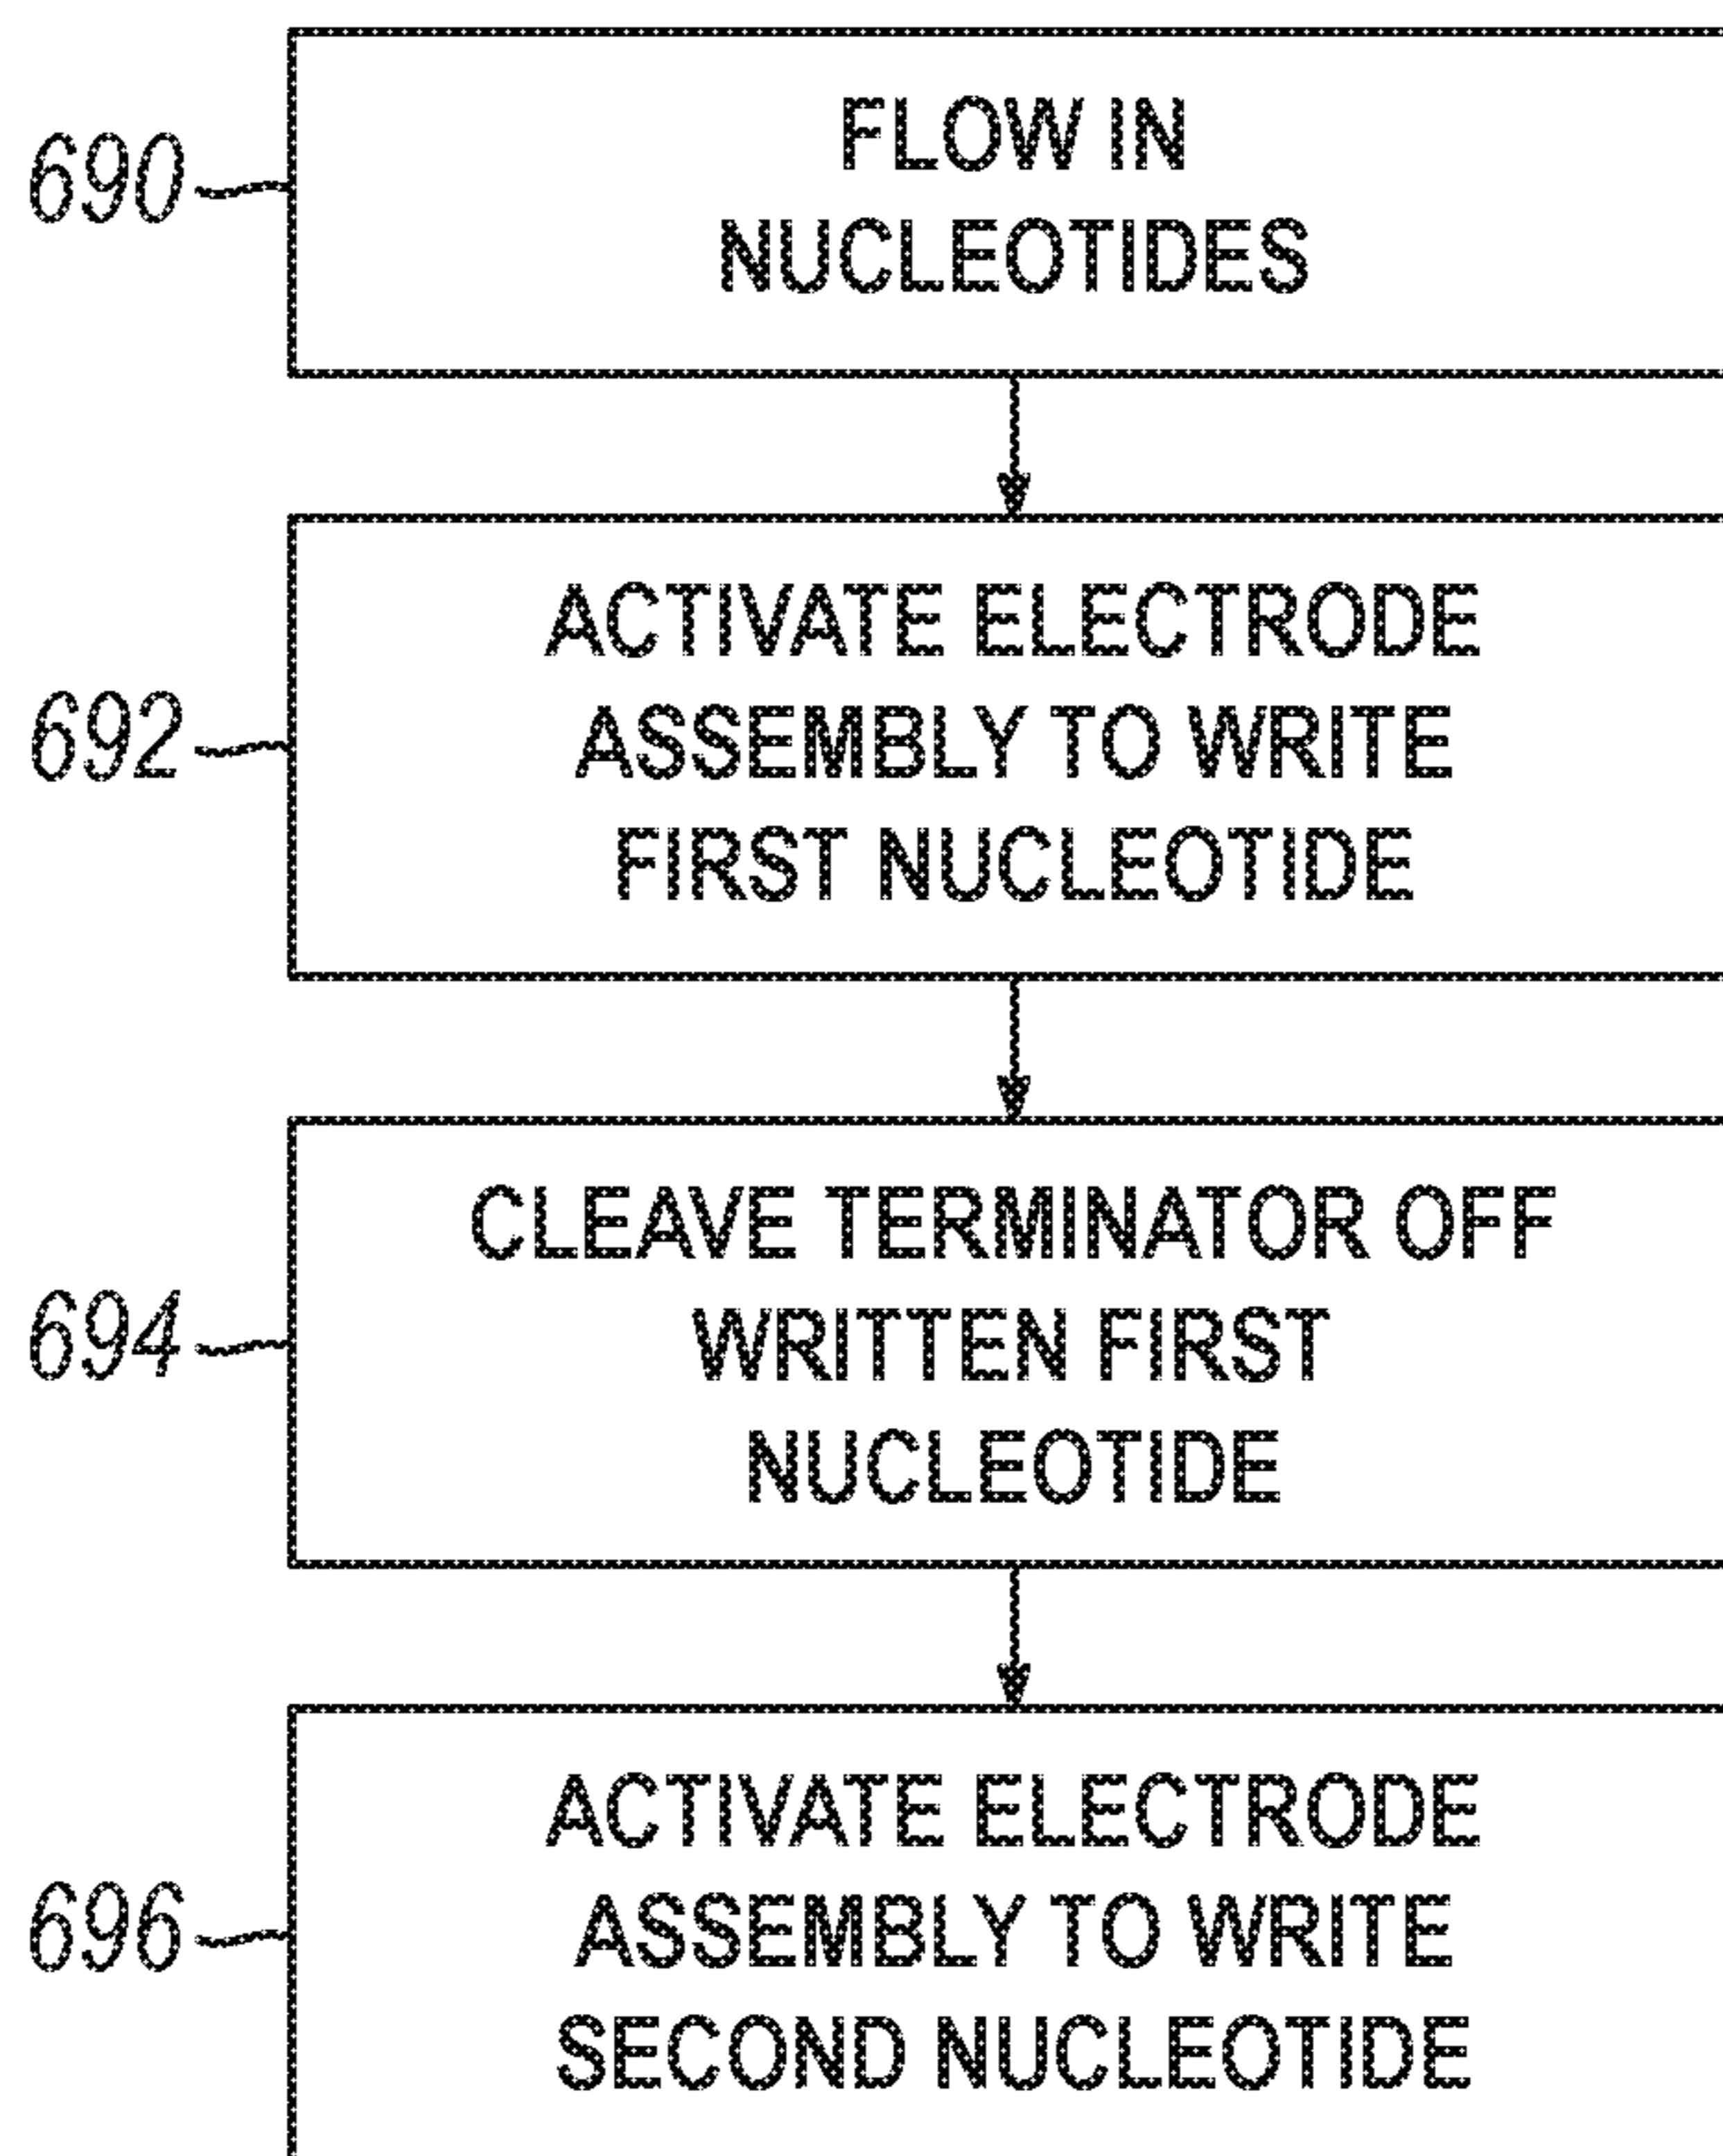 690
FLOW IN
NUCLEOTIDES
692
ACTIVATE ELECTRODE
ASSEMBLY TO WRITE
FIRST NUCLEOTIDE
694
CLEAVE TERMINATOR OFF
WRITTEN FIRST
NUCLEOTIDE
696
ACTIVATE ELECTRODE
ASSEMBLY TO WRITE
SECOND NUCLEOTIDE